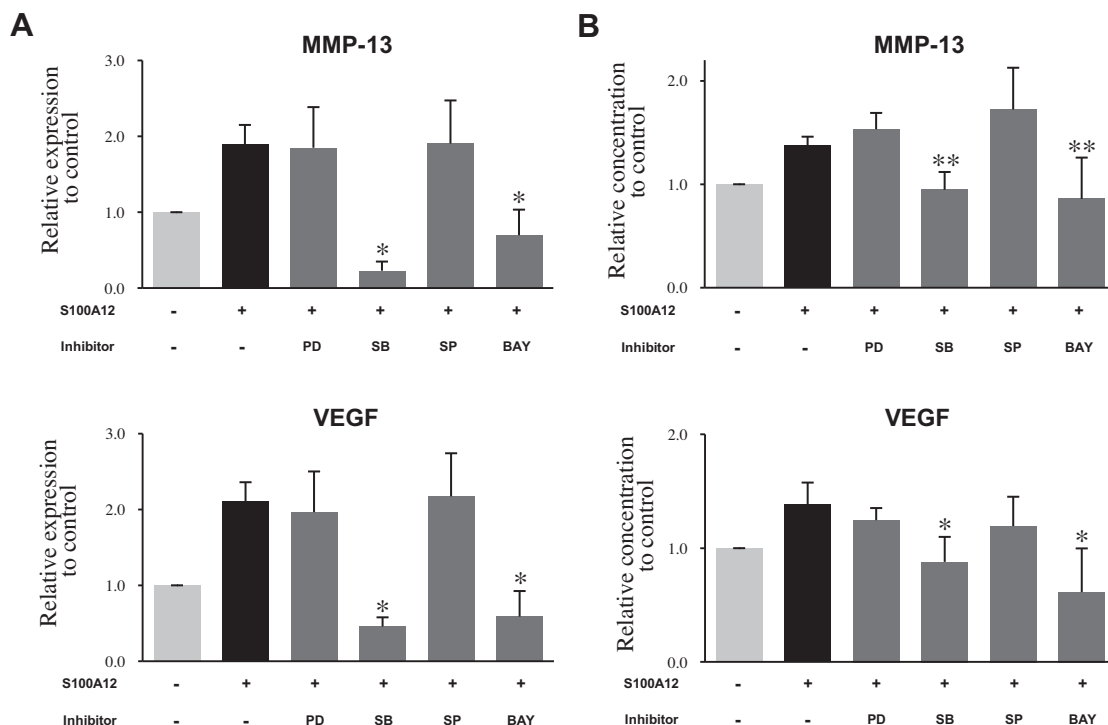 A
MMP-13
Relative expression
to control
3.0
2.0
1.0
0.0
*
*
S100A12 - + + + + +
Inhibitor - - PD SB SP BAY
VEGF
Relative expression
to control
3.0
2.0
1.0
0.0
*
*
S100A12 - + + + + +
Inhibitor - - PD SB SP BAY
B
MMP-13
Relative concentration
to control
2.0
1.0
0.0
**
**
S100A12 - + + + + +
Inhibitor - - PD SB SP BAY
VEGF
Relative concentration
to control
2.0
1.0
0.0
*
*
S100A12 - + + + + +
Inhibitor - - PD SB SP BAY